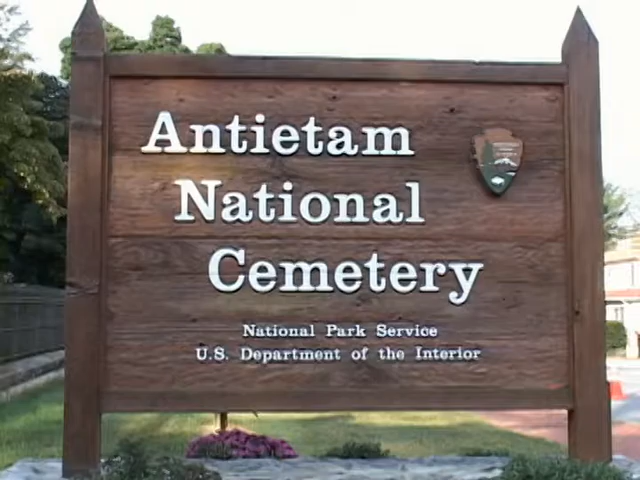 Antietam
National
Cemetery
National Park Service
U.S. Department of the Interior